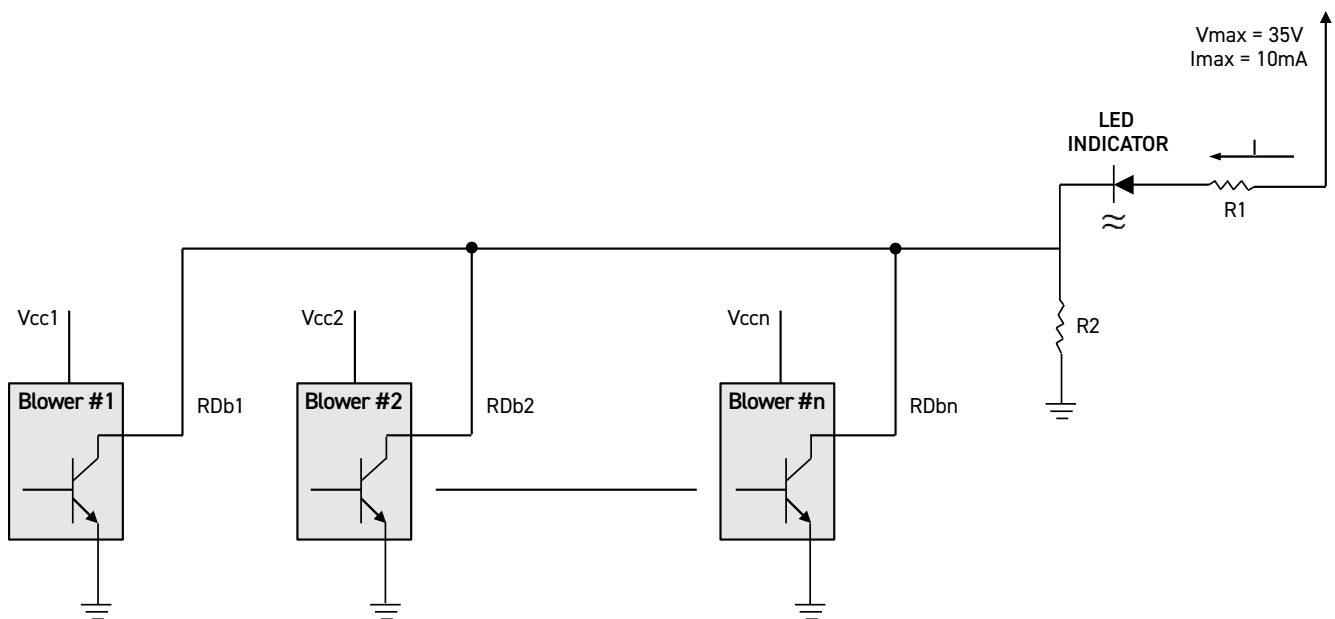 Vmax = 35V
Imax = 10mA
LED
INDICATOR
I
R1
Vcc1
Vcc2
Vccn
R2
Blower #1
RDb1
Blower #2
RDb2
Blower #n
RDbn